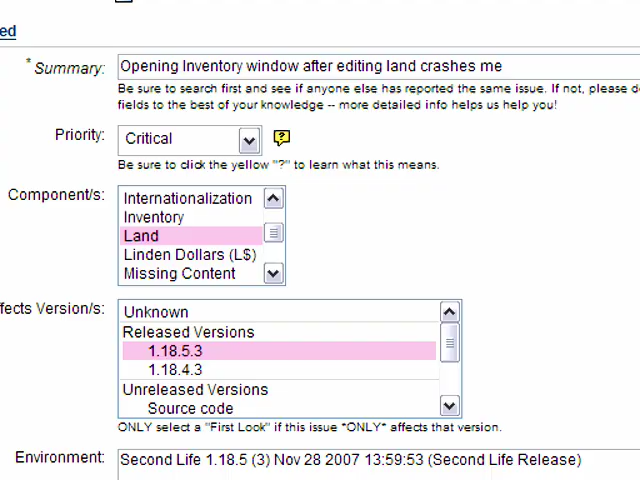 ed
* Summary: Opening Inventory window after editing land crashes me
Be sure to search first and see if anyone else has reported the same issue. If not, please
fields to the best of your knowledge -- more detailed info helps us help you!
Priority: Critical
Be sure to click the yellow "?" to learn what this means.
Component/s: Internationalization
Inventory
Land
Linden Dollars (L$)
Missing Content
ffects Version/s: Unknown
Released Versions
1.18.5.3
1.18.4.3
Unreleased Versions
Source code
ONLY select a "First Look" if this issue *ONLY* affects that version.
Environment: Second Life 1.18.5 (3) Nov 28 2007 13:59:53 (Second Life Release)